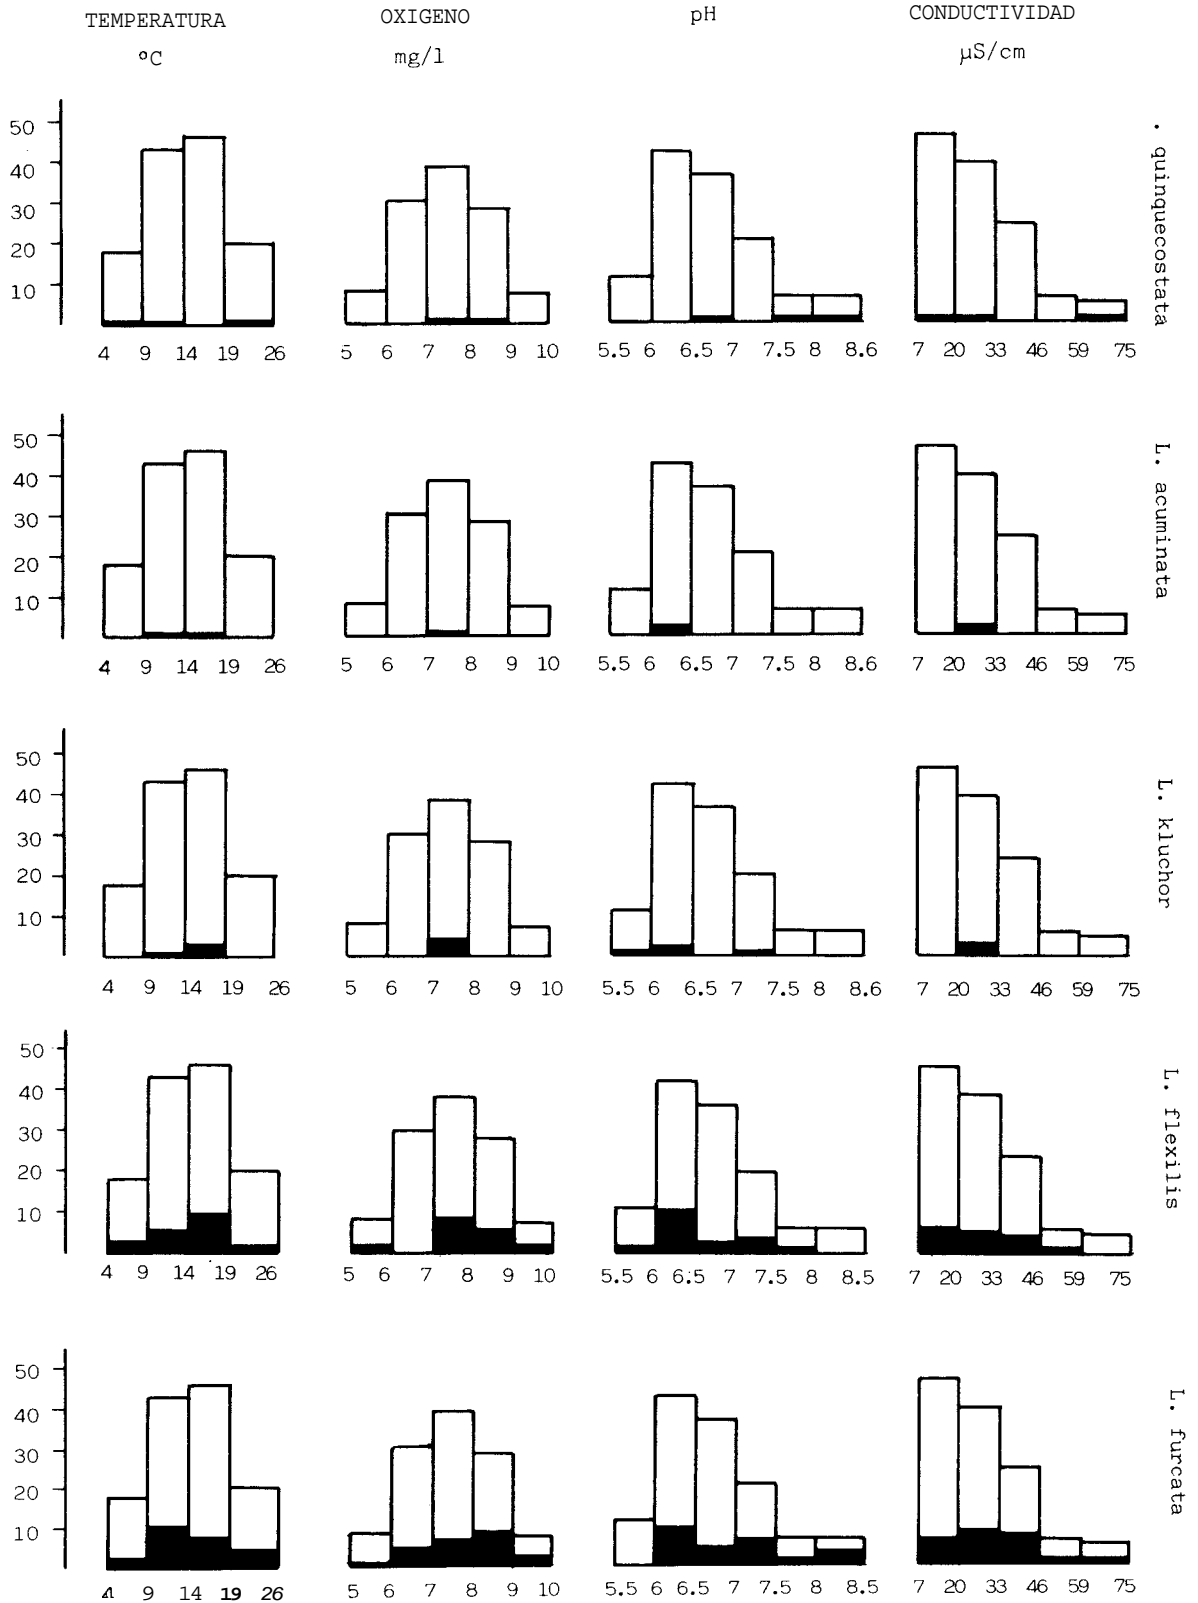 TEMPERATURA OXIGENO pH CONDUCTIVIDAD
ºC mg/l µS/cm
50
40
30
20
10
4 9 14 19 26 5 6 7 8 9 10 5.5 6 6.5 7 7.5 8 8.6 7 20 33 46 59 75
. quinquecostata
50
40
30
20
10
4 9 14 19 26 5 6 7 8 9 10 5.5 6 6.5 7 7.5 8 8.6 7 20 33 46 59 75
L. acuminata
50
40
30
20
10
4 9 14 19 26 5 6 7 8 9 10 5.5 6 6.5 7 7.5 8 8.6 7 20 33 46 59 75
L. kluchor
50
40
30
20
10
4 9 14 19 26 5 6 7 8 9 10 5.5 6 6.5 7 7.5 8 8.5 7 20 33 46 59 75
L. flexilis
50
40
30
20
10
4 9 14 19 26 5 6 7 8 9 10 5.5 6 6.5 7 7.5 8 8.5 7 20 33 46 59 75
L. furcata